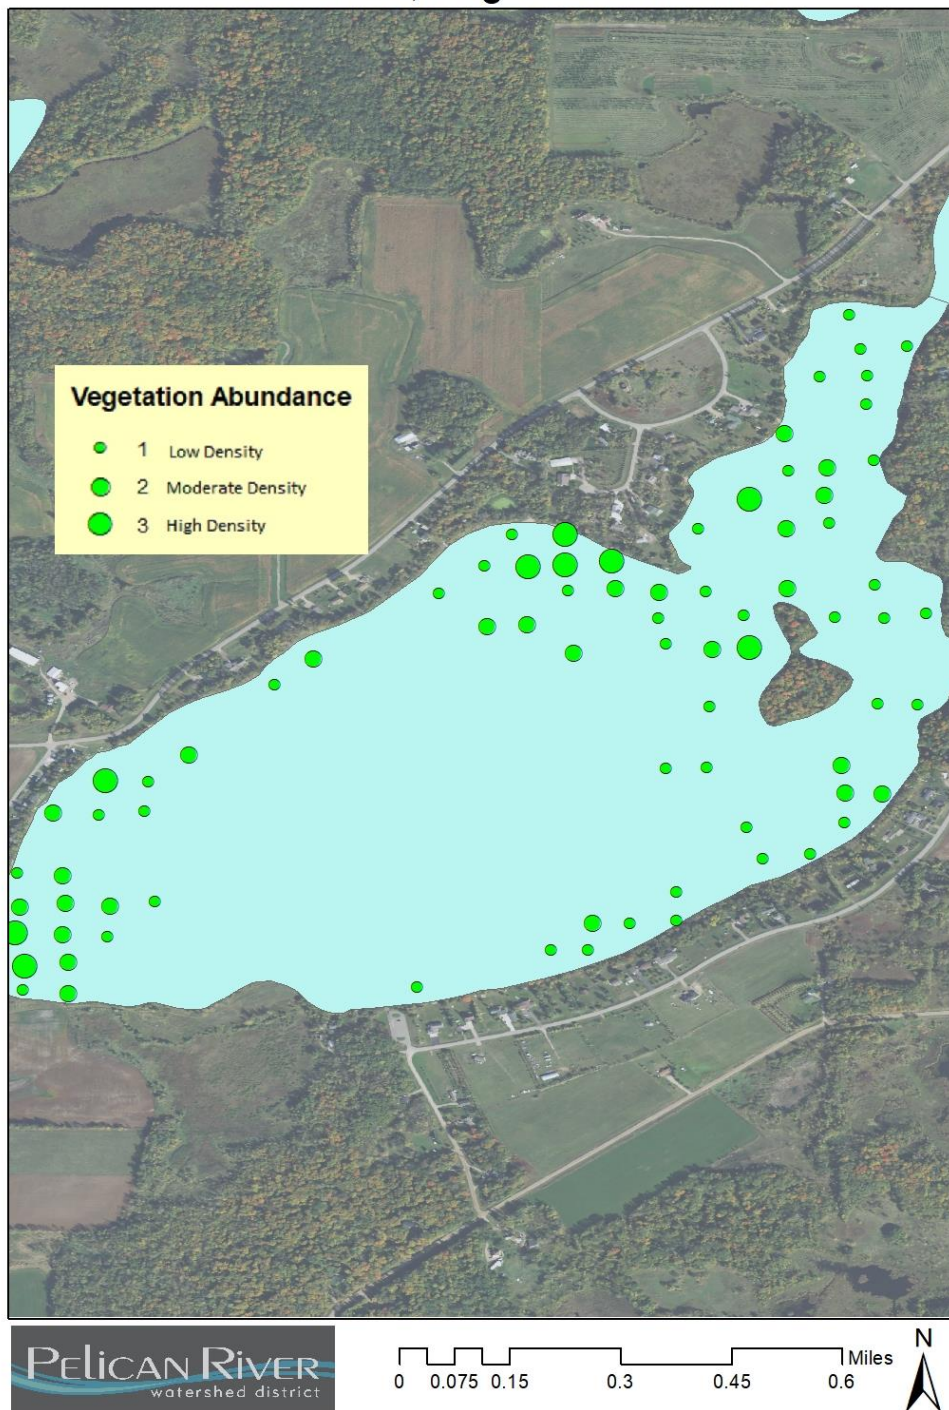 Vegetation Abundance
1 Low Density
2 Moderate Density
3 High Density
PELICAN RIVER
watershed district
Miles
0 0.075 0.15 0.3 0.45 0.6
N